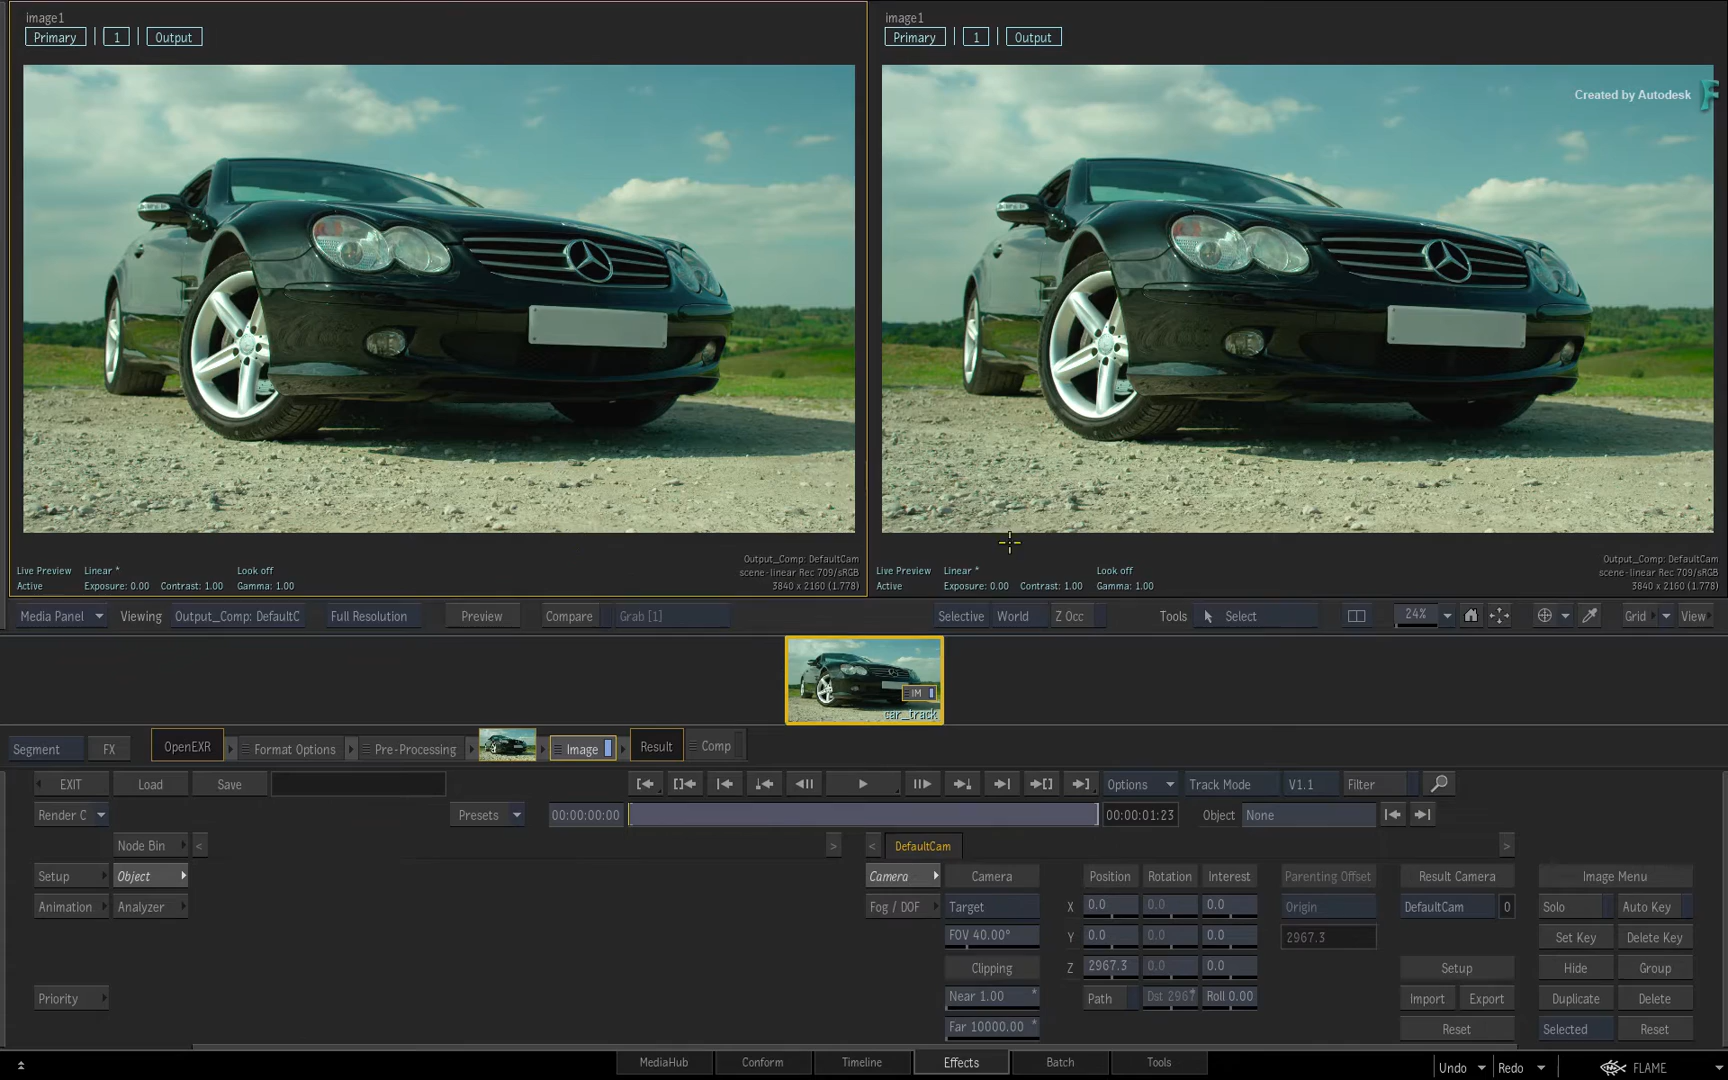 image1
Primary 1 Output
image1
Primary 1 Output
Created by Autodesk
Live Preview Linear * Look off
Active Exposure: 0.00 Contrast: 1.00 Gamma: 1.00
Output_Comp: DefaultCam
scene-linear Rec 709/sRGB
3840 x 2160 (1.778)
Live Preview Linear * Look off
Active Exposure: 0.00 Contrast: 1.00 Gamma: 1.00
Output_Comp: DefaultCam
scene-linear Rec 709/sRGB
3840 x 2160 (1.778)
Media Panel Viewing Output_Comp: DefaultC Full Resolution Preview Compare Grab [1] Selective World Z Occ Tools Select 24% Grid View
IM
car_track
Segment FX OpenEXR Format Options Pre-Processing Image Result Comp
EXIT Load Save Options Track Mode V1.1 Filter
Render C Presets 00:00:00:00 00:00:01:23 Object None
Node Bin < > < DefaultCam >
Setup Object Camera Camera Position Rotation Interest Parenting Offset Result Camera Image Menu
Animation Analyzer Fog / DOF Target X 0.0 0.0 0.0 Origin DefaultCam 0 Solo Auto Key
FOV 40.00° Y 0.0 0.0 0.0 2967.3 Set Key Delete Key
Clipping Z 2967.3 0.0 0.0 Setup Hide Group
Priority Near 1.00 * Path Dst 2967* Roll 0.00 Import Export Duplicate Delete
Far 10000.00 * Reset Selected Reset
MediaHub Conform Timeline Effects Batch Tools Undo Redo FLAME